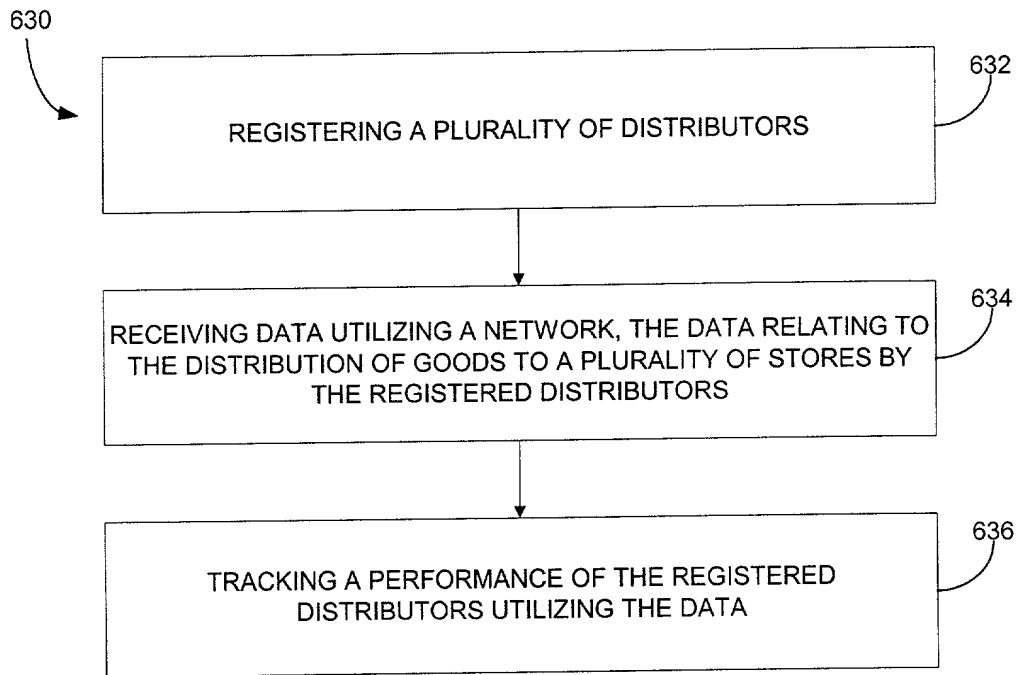 630
632
REGISTERING A PLURALITY OF DISTRIBUTORS
634
RECEIVING DATA UTILIZING A NETWORK, THE DATA RELATING TO
THE DISTRIBUTION OF GOODS TO A PLURALITY OF STORES BY
THE REGISTERED DISTRIBUTORS
636
TRACKING A PERFORMANCE OF THE REGISTERED
DISTRIBUTORS UTILIZING THE DATA